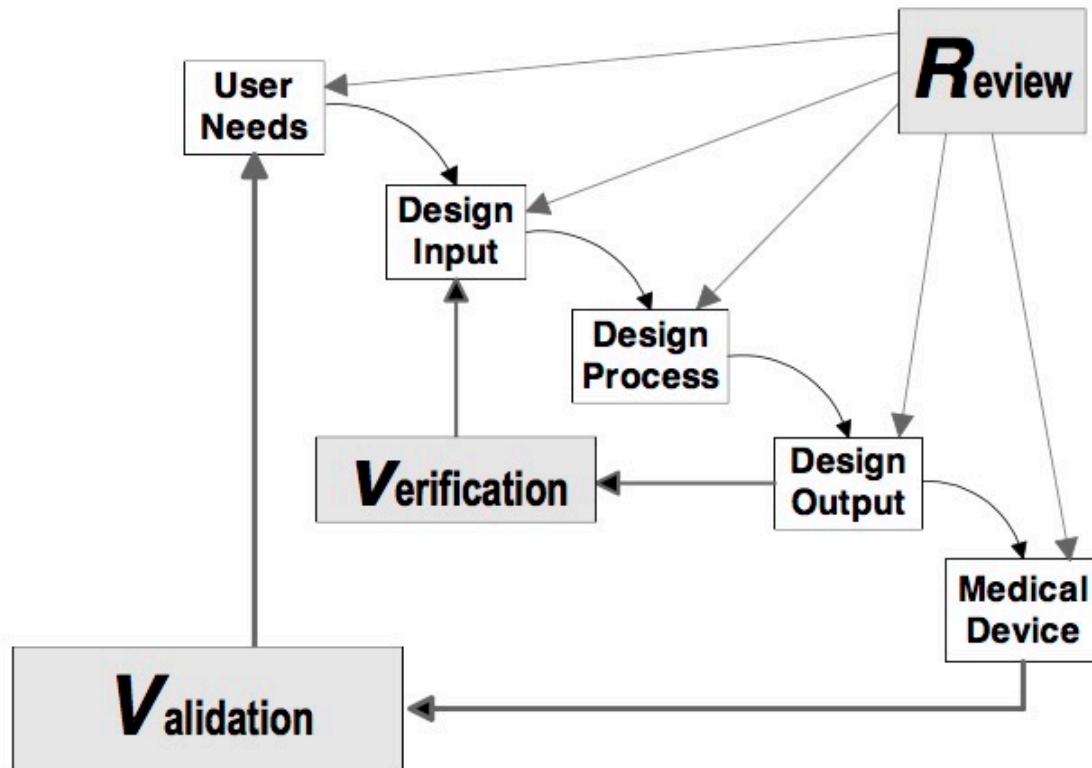 Review
User
Needs
Design
Input
Design
Process
Verification
Design
Output
Medical
Device
Validation